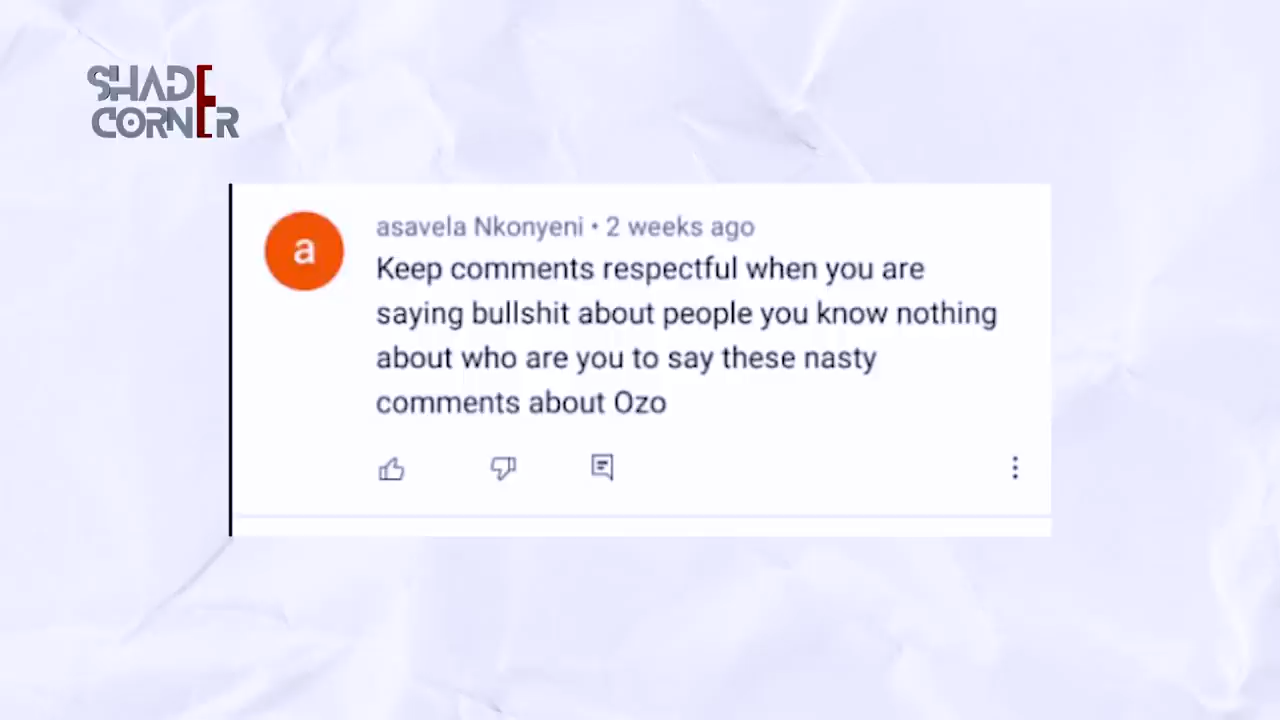 SHADE
CORNER
a
asavela Nkonyeni • 2 weeks ago
Keep comments respectful when you are
saying bullshit about people you know nothing
about who are you to say these nasty
comments about Ozo